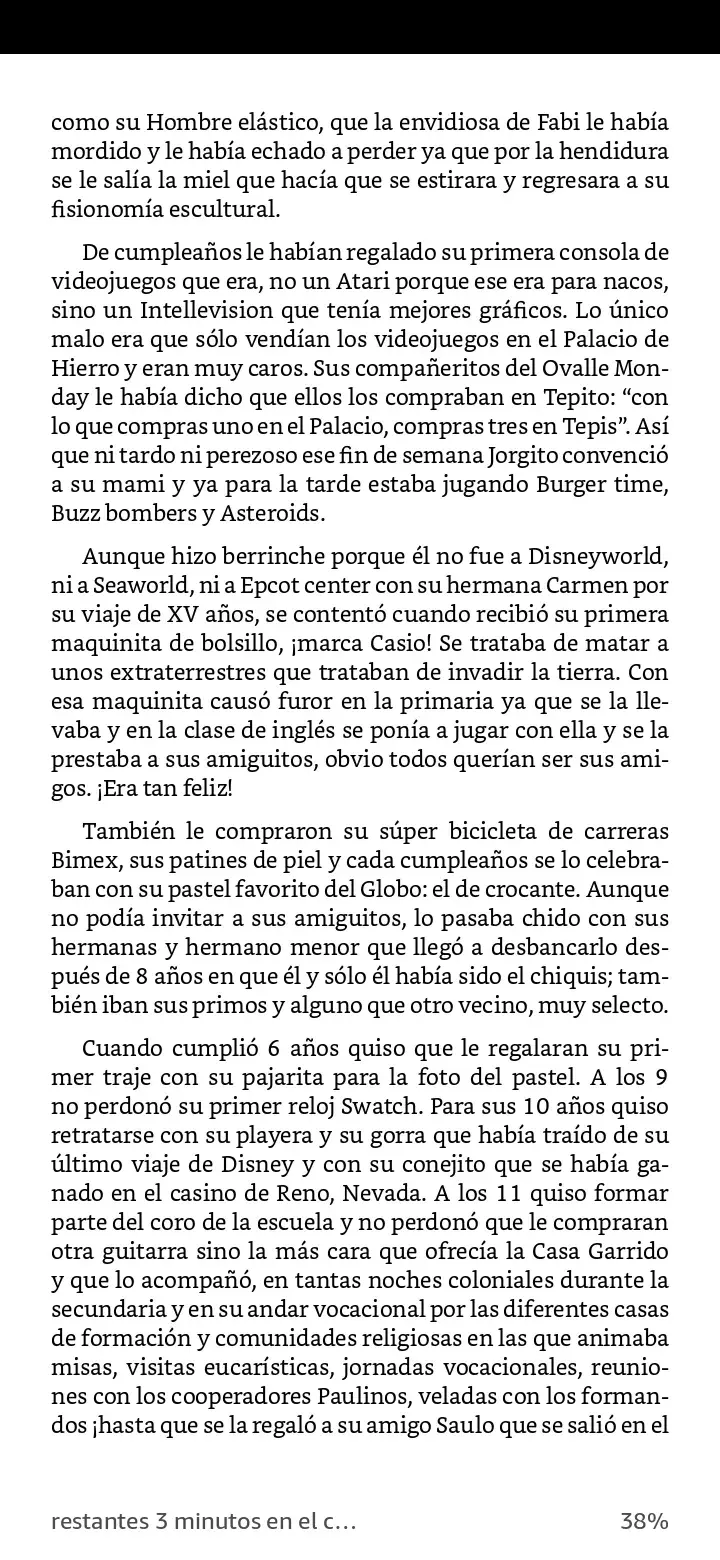 como su Hombre elástico, que la envidiosa de Fabi le había
mordido y le había echado a perder ya que por la hendidura
se le salía la miel que hacía que se estirara y regresara a su
fisionomía escultural.
De cumpleaños le habían regalado su primera consola de
videojuegos que era, no un Atari porque ese era para nacos,
sino un Intellevision que tenía mejores gráficos. Lo único
malo era que sólo vendían los videojuegos en el Palacio de
Hierro y eran muy caros. Sus compañeritos del Ovalle Mon-
day le había dicho que ellos los compraban en Tepito: “con
lo que compras uno en el Palacio, compras tres en Tepis”. Así
que ni tardo ni perezoso ese fin de semana Jorgito convenció
a su mami y ya para la tarde estaba jugando Burger time,
Buzz bombers y Asteroids.
Aunque hizo berrinche porque él no fue a Disneyworld,
ni a Seaworld, ni a Epcot center con su hermana Carmen por
su viaje de XV años, se contentó cuando recibió su primera
maquinita de bolsillo, ¡marca Casio! Se trataba de matar a
unos extraterrestres que trataban de invadir la tierra. Con
esa maquinita causó furor en la primaria ya que se la lle-
vaba y en la clase de inglés se ponía a jugar con ella y se la
prestaba a sus amiguitos, obvio todos querían ser sus ami-
gos. ¡Era tan feliz!
También le compraron su súper bicicleta de carreras
Bimex, sus patines de piel y cada cumpleaños se lo celebra-
ban con su pastel favorito del Globo: el de crocante. Aunque
no podía invitar a sus amiguitos, lo pasaba chido con sus
hermanas y hermano menor que llegó a desbancarlo des-
pués de 8 años en que él y sólo él había sido el chiquis; tam-
bién iban sus primos y alguno que otro vecino, muy selecto.
Cuando cumplió 6 años quiso que le regalaran su pri-
mer traje con su pajarita para la foto del pastel. A los 9
no perdonó su primer reloj Swatch. Para sus 10 años quiso
retratarse con su playera y su gorra que había traído de su
último viaje de Disney y con su conejito que se había ga-
nado en el casino de Reno, Nevada. A los 11 quiso formar
parte del coro de la escuela y no perdonó que le compraran
otra guitarra sino la más cara que ofrecía la Casa Garrido
y que lo acompañó, en tantas noches coloniales durante la
secundaria y en su andar vocacional por las diferentes casas
de formación y comunidades religiosas en las que animaba
misas, visitas eucarísticas, jornadas vocacionales, reunio-
nes con los cooperadores Paulinos, veladas con los forman-
dos ¡hasta que se la regaló a su amigo Saulo que se salió en el
restantes 3 minutos en el c… 38%